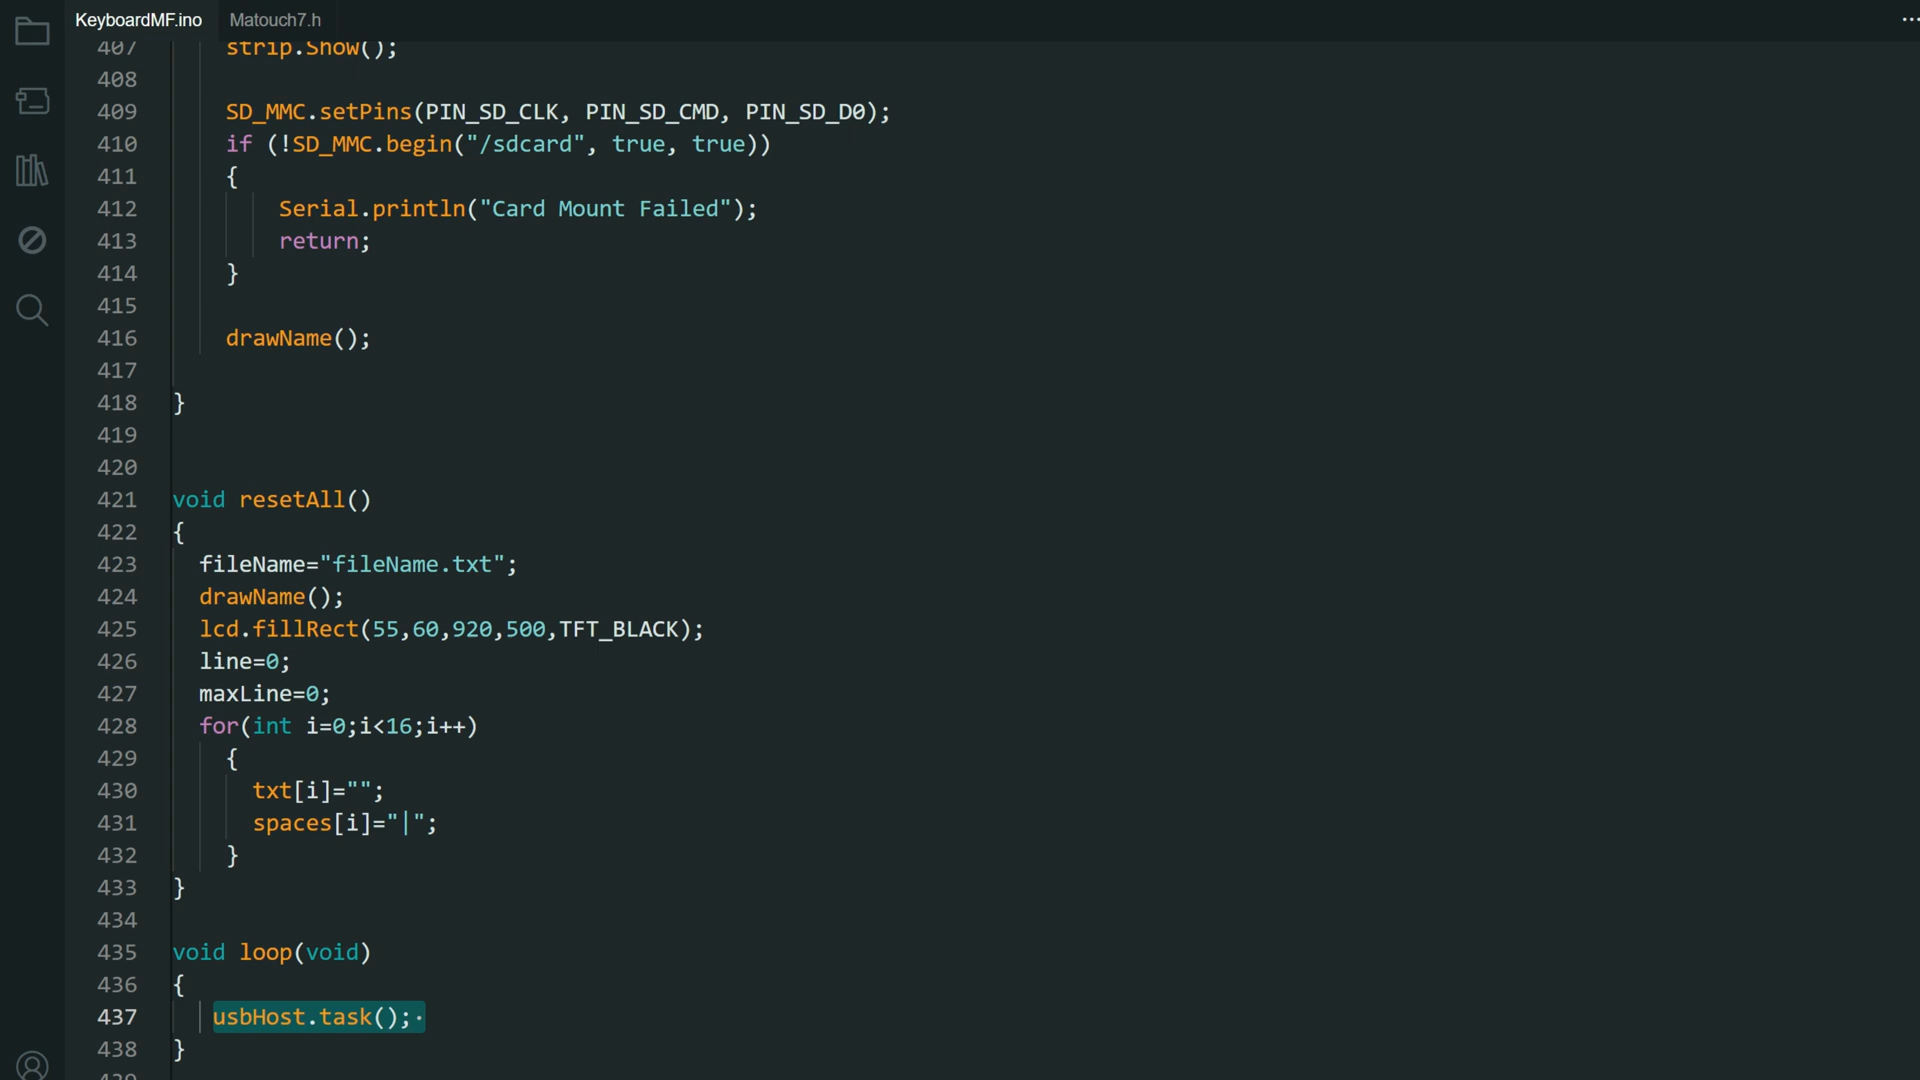 KeyboardMF.ino Matouch7.h
407 strip.Show();
408
409 SD_MMC.setPins(PIN_SD_CLK, PIN_SD_CMD, PIN_SD_D0);
410 if (!SD_MMC.begin("/sdcard", true, true))
411 {
412 Serial.println("Card Mount Failed");
413 return;
414 }
415
416 drawName();
417
418 }
419
420
421 void resetAll()
422 {
423 fileName="fileName.txt";
424 drawName();
425 lcd.fillRect(55,60,920,500,TFT_BLACK);
426 line=0;
427 maxLine=0;
428 for(int i=0;i<16;i++)
429 {
430 txt[i]="";
431 spaces[i]="|";
432 }
433 }
434
435 void loop(void)
436 {
437 usbHost.task();
438 }
439